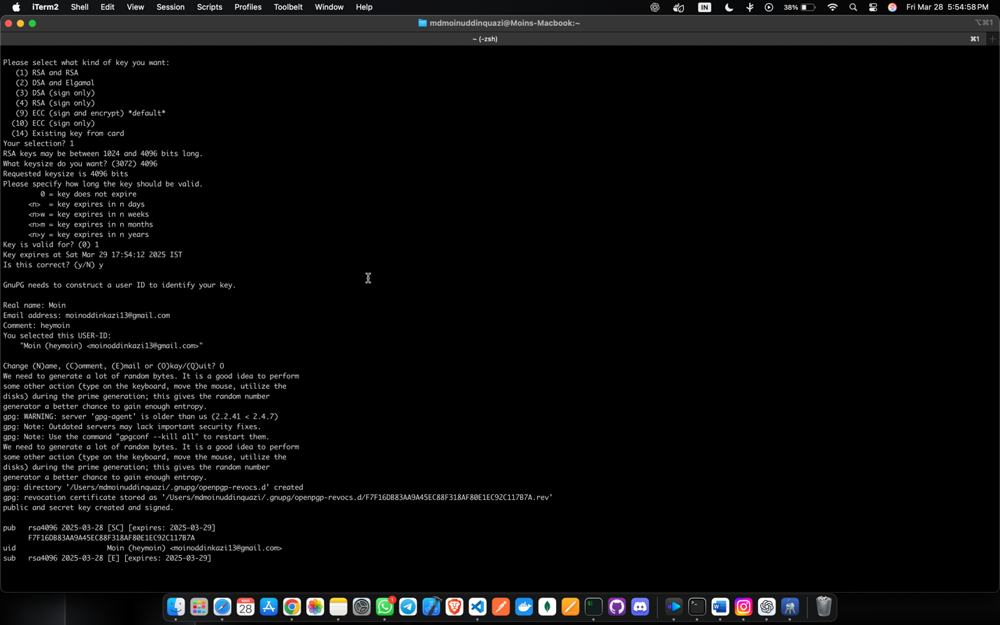 iTerm2 Shell Edit View Session Scripts Profiles Toolbelt Window Help IN 38% Fri Mar 28 5:54:58 PM
mdmoinuddinquazi@Moins-Macbook:~ ⌥⌘1
~ (-zsh) ⌘1
Please select what kind of key you want:
(1) RSA and RSA
(2) DSA and Elgamal
(3) DSA (sign only)
(4) RSA (sign only)
(9) ECC (sign and encrypt) *default*
(10) ECC (sign only)
(14) Existing key from card
Your selection? 1
RSA keys may be between 1024 and 4096 bits long.
What keysize do you want? (3072) 4096
Requested keysize is 4096 bits
Please specify how long the key should be valid.
0 = key does not expire
<n> = key expires in n days
<n>w = key expires in n weeks
<n>m = key expires in n months
<n>y = key expires in n years
Key is valid for? (0) 1
Key expires at Sat Mar 29 17:54:12 2025 IST
Is this correct? (y/N) y
GnuPG needs to construct a user ID to identify your key.
Real name: Moin
Email address: moinoddinkazi13@gmail.com
Comment: heymoin
You selected this USER-ID:
"Moin (heymoin) <moinoddinkazi13@gmail.com>"
Change (N)ame, (C)omment, (E)mail or (O)kay/(Q)uit? O
We need to generate a lot of random bytes. It is a good idea to perform
some other action (type on the keyboard, move the mouse, utilize the
disks) during the prime generation; this gives the random number
generator a better chance to gain enough entropy.
gpg: WARNING: server 'gpg-agent' is older than us (2.2.41 < 2.4.7)
gpg: Note: Outdated servers may lack important security fixes.
gpg: Note: Use the command "gpgconf --kill all" to restart them.
We need to generate a lot of random bytes. It is a good idea to perform
some other action (type on the keyboard, move the mouse, utilize the
disks) during the prime generation; this gives the random number
generator a better chance to gain enough entropy.
gpg: directory '/Users/mdmoinuddinquazi/.gnupg/openpgp-revocs.d' created
gpg: revocation certificate stored as '/Users/mdmoinuddinquazi/.gnupg/openpgp-revocs.d/F7F16DB83AA9A45EC88F318AF80E1EC92C117B7A.rev'
public and secret key created and signed.
pub rsa4096 2025-03-28 [SC] [expires: 2025-03-29]
F7F16DB83AA9A45EC88F318AF80E1EC92C117B7A
uid Moin (heymoin) <moinoddinkazi13@gmail.com>
sub rsa4096 2025-03-28 [E] [expires: 2025-03-29]
MAR
28
1